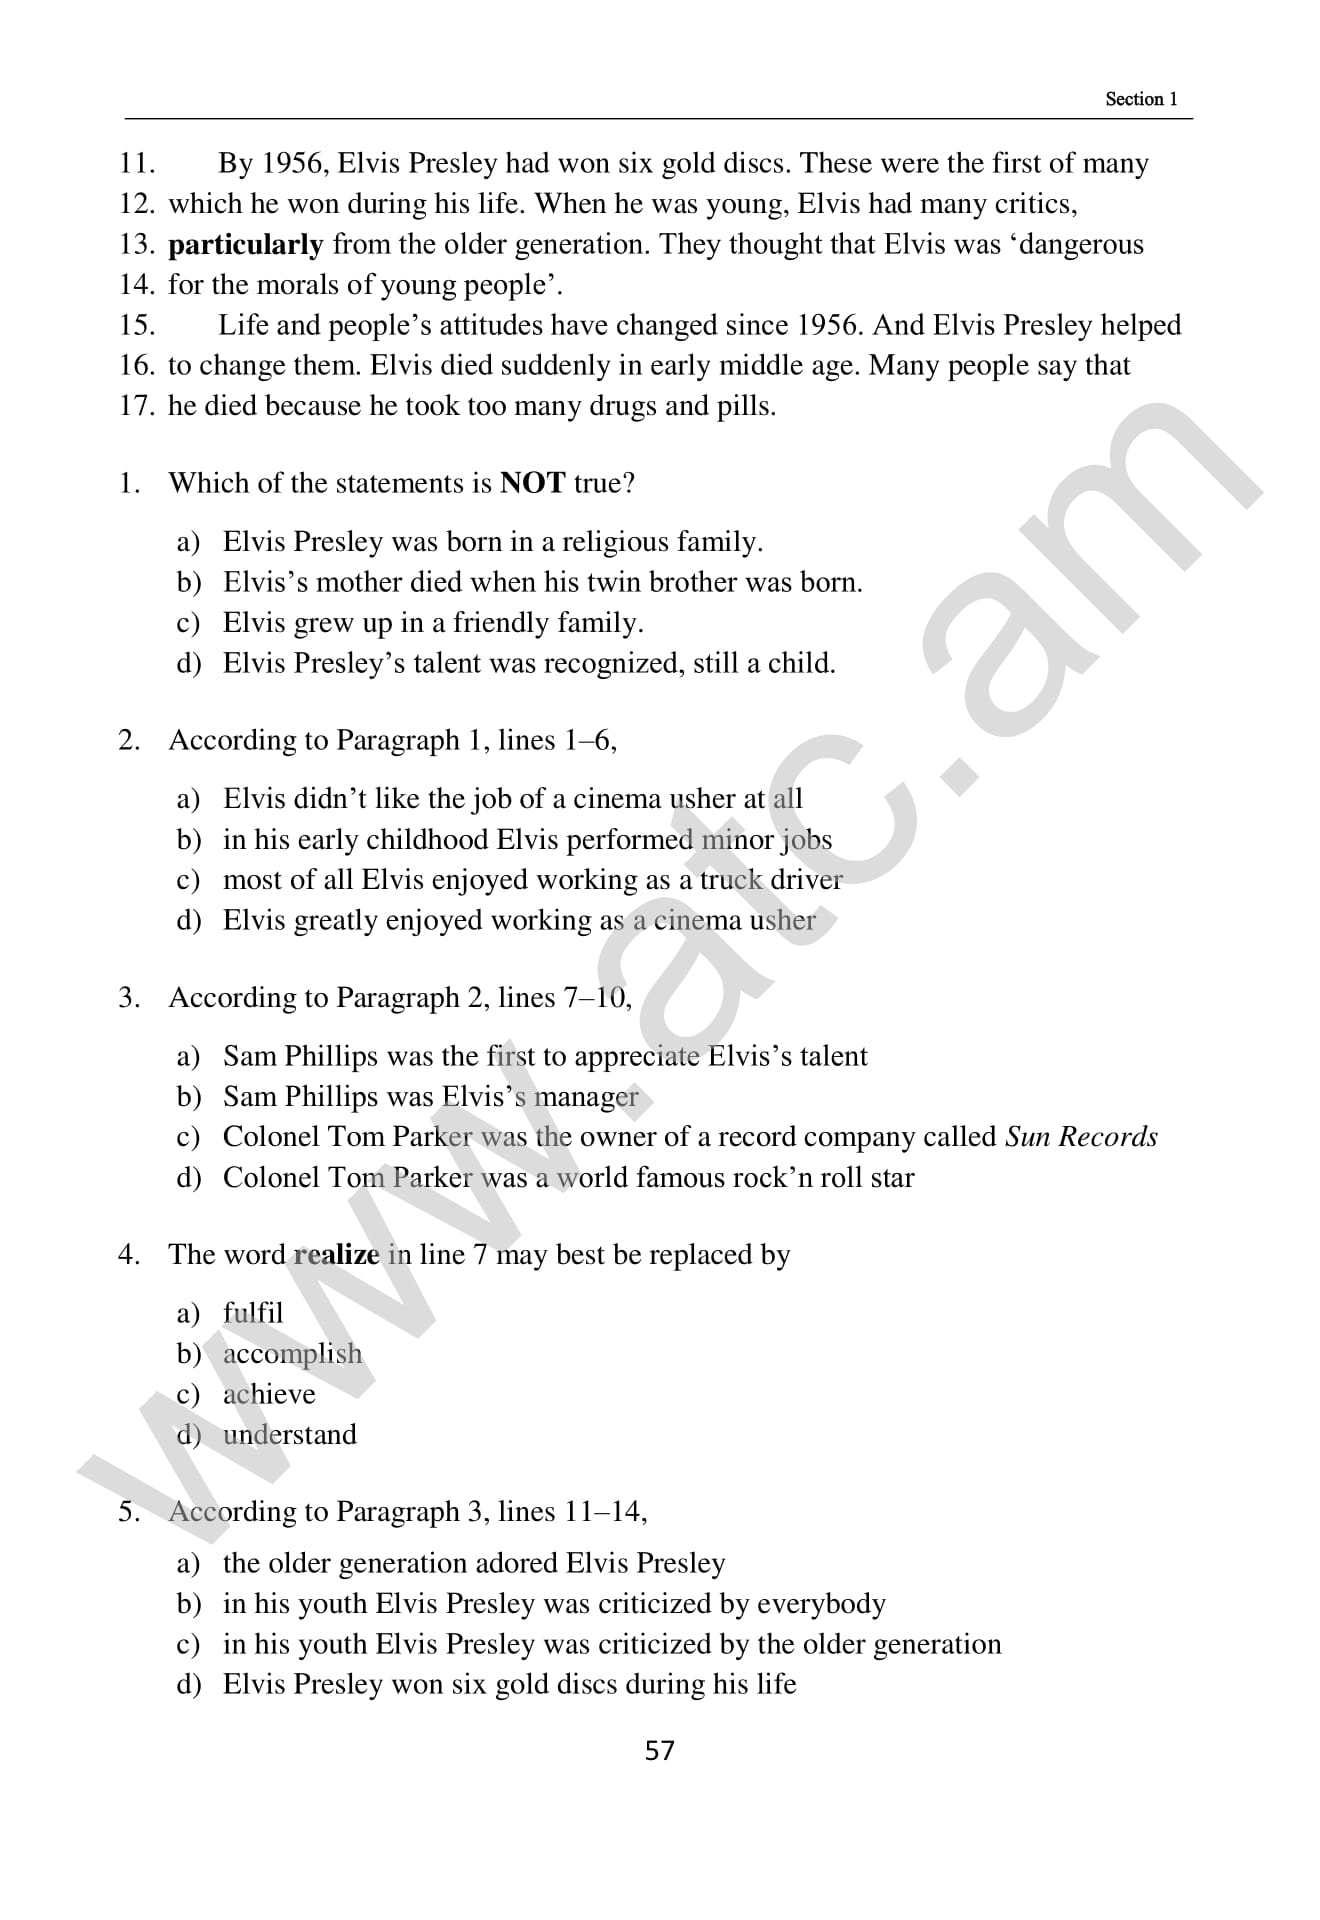 Section 1
11. By 1956, Elvis Presley had won six gold discs. These were the first of many
12. which he won during his life. When he was young, Elvis had many critics,
13. particularly from the older generation. They thought that Elvis was ‘dangerous
14. for the morals of young people’.
15. Life and people’s attitudes have changed since 1956. And Elvis Presley helped
16. to change them. Elvis died suddenly in early middle age. Many people say that
17. he died because he took too many drugs and pills.
1. Which of the statements is NOT true?
a) Elvis Presley was born in a religious family.
b) Elvis’s mother died when his twin brother was born.
c) Elvis grew up in a friendly family.
d) Elvis Presley’s talent was recognized, still a child.
2. According to Paragraph 1, lines 1–6,
a) Elvis didn’t like the job of a cinema usher at all
b) in his early childhood Elvis performed minor jobs
c) most of all Elvis enjoyed working as a truck driver
d) Elvis greatly enjoyed working as a cinema usher
3. According to Paragraph 2, lines 7–10,
a) Sam Phillips was the first to appreciate Elvis’s talent
b) Sam Phillips was Elvis’s manager
c) Colonel Tom Parker was the owner of a record company called Sun Records
d) Colonel Tom Parker was a world famous rock’n roll star
4. The word realize in line 7 may best be replaced by
a) fulfil
b) accomplish
c) achieve
d) understand
5. According to Paragraph 3, lines 11–14,
a) the older generation adored Elvis Presley
b) in his youth Elvis Presley was criticized by everybody
c) in his youth Elvis Presley was criticized by the older generation
d) Elvis Presley won six gold discs during his life
57
www.atc.am